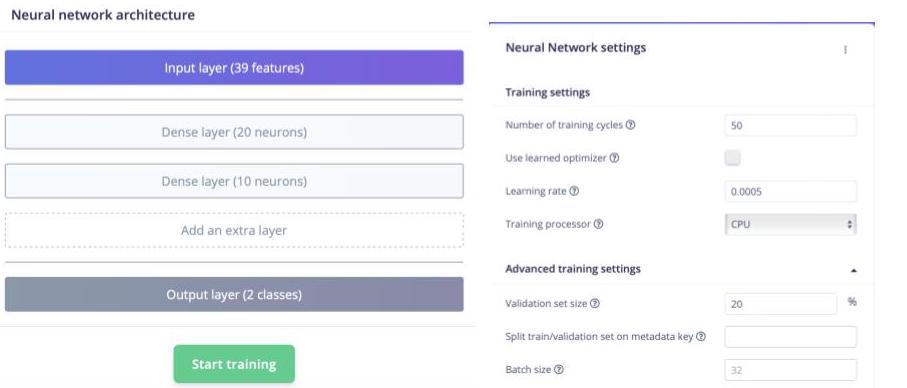 Neural network architecture
Input layer (39 features)
Dense layer (20 neurons)
Dense layer (10 neurons)
Add an extra layer
Output layer (2 classes)
Start training
Neural Network settings
Training settings
Number of training cycles 50
Use learned optimizer
Learning rate 0.0005
Training processor CPU
Advanced training settings
Validation set size 20 %
Split train/validation set on metadata key
Batch size 32